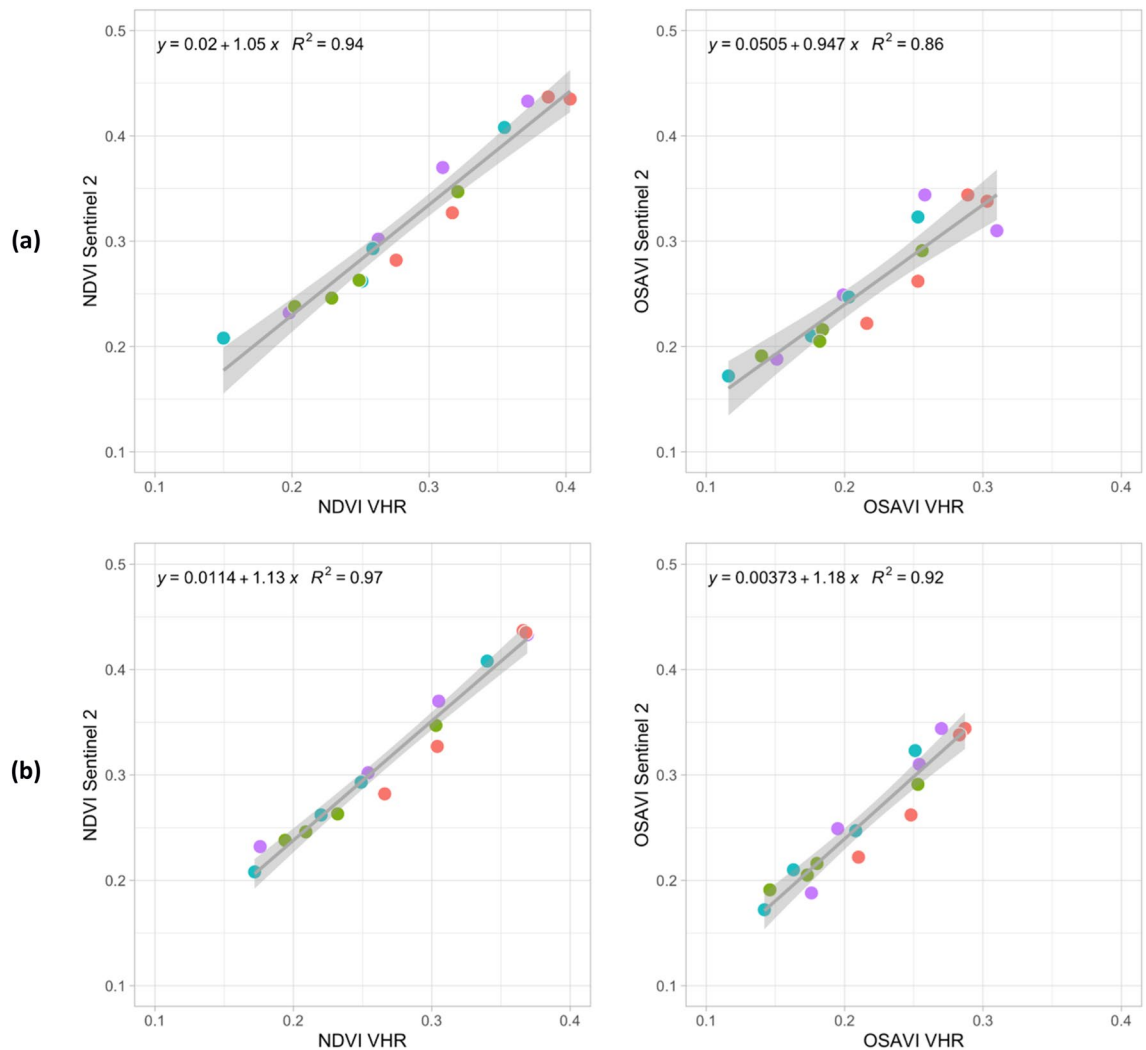 y = 0.02 + 1.05 x R² = 0.94
0.5
0.4
0.3
0.2
0.1
NDVI Sentinel 2
0.1 0.2 0.3 0.4
NDVI VHR
(a)
y = 0.0505 + 0.947 x R² = 0.86
0.5
0.4
0.3
0.2
0.1
OSAVI Sentinel 2
0.1 0.2 0.3 0.4
OSAVI VHR
y = 0.0114 + 1.13 x R² = 0.97
0.5
0.4
0.3
0.2
0.1
NDVI Sentinel 2
0.1 0.2 0.3 0.4
NDVI VHR
(b)
y = 0.00373 + 1.18 x R² = 0.92
0.5
0.4
0.3
0.2
0.1
OSAVI Sentinel 2
0.1 0.2 0.3 0.4
OSAVI VHR